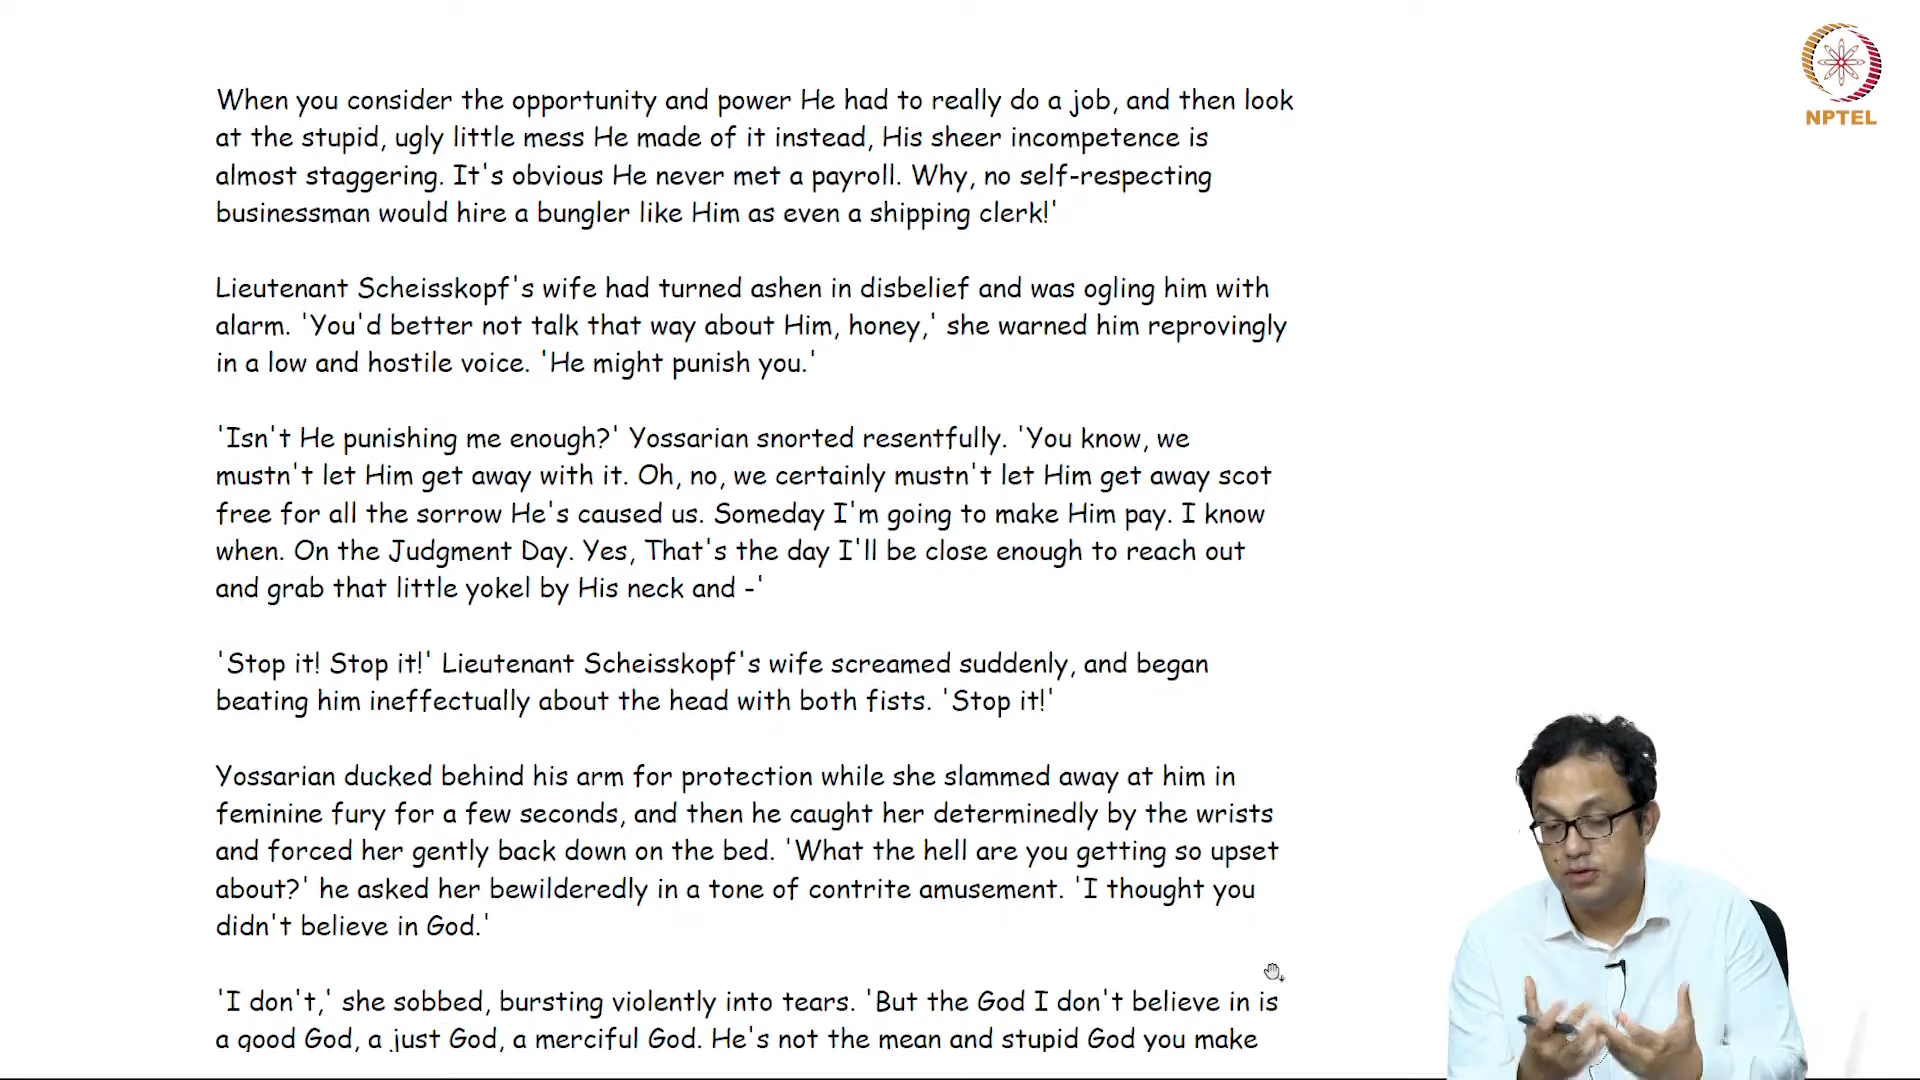 When you consider the opportunity and power He had to really do a job, and then look
at the stupid, ugly little mess He made of it instead, His sheer incompetence is
almost staggering. It's obvious He never met a payroll. Why, no self-respecting
businessman would hire a bungler like Him as even a shipping clerk!'
Lieutenant Scheisskopf's wife had turned ashen in disbelief and was ogling him with
alarm. 'You'd better not talk that way about Him, honey,' she warned him reprovingly
in a low and hostile voice. 'He might punish you.'
'Isn't He punishing me enough?' Yossarian snorted resentfully. 'You know, we
mustn't let Him get away with it. Oh, no, we certainly mustn't let Him get away scot
free for all the sorrow He's caused us. Someday I'm going to make Him pay. I know
when. On the Judgment Day. Yes, That's the day I'll be close enough to reach out
and grab that little yokel by His neck and -'
'Stop it! Stop it!' Lieutenant Scheisskopf's wife screamed suddenly, and began
beating him ineffectually about the head with both fists. 'Stop it!'
Yossarian ducked behind his arm for protection while she slammed away at him in
feminine fury for a few seconds, and then he caught her determinedly by the wrists
and forced her gently back down on the bed. 'What the hell are you getting so upset
about?' he asked her bewilderedly in a tone of contrite amusement. 'I thought you
didn't believe in God.'
'I don't,' she sobbed, bursting violently into tears. 'But the God I don't believe in is
a good God, a just God, a merciful God. He's not the mean and stupid God you make
NPTEL